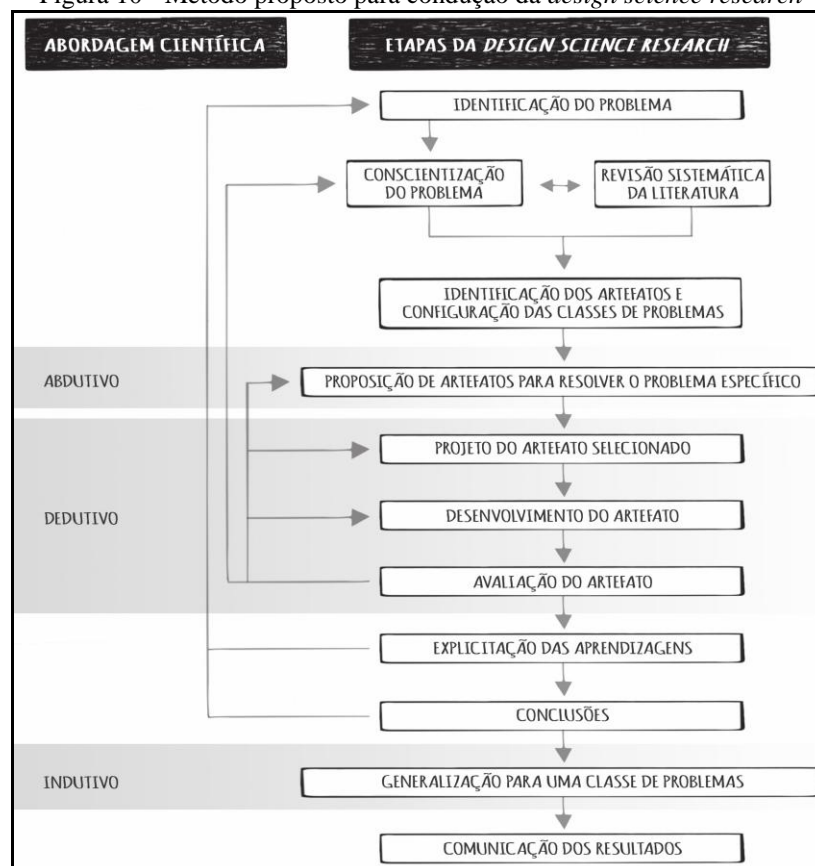 Figura 16 - Método proposto para condução da design science research
ABORDAGEM CIENTÍFICA
ETAPAS DA DESIGN SCIENCE RESEARCH
IDENTIFICAÇÃO DO PROBLEMA
CONSCIENTIZAÇÃO
DO PROBLEMA
REVISÃO SISTEMÁTICA
DA LITERATURA
IDENTIFICAÇÃO DOS ARTEFATOS E
CONFIGURAÇÃO DAS CLASSES DE PROBLEMAS
ABDUTIVO
PROPOSIÇÃO DE ARTEFATOS PARA RESOLVER O PROBLEMA ESPECÍFICO
PROJETO DO ARTEFATO SELECIONADO
DEDUTIVO
DESENVOLVIMENTO DO ARTEFATO
AVALIAÇÃO DO ARTEFATO
EXPLICITAÇÃO DAS APRENDIZAGENS
CONCLUSÕES
INDUTIVO
GENERALIZAÇÃO PARA UMA CLASSE DE PROBLEMAS
COMUNICAÇÃO DOS RESULTADOS